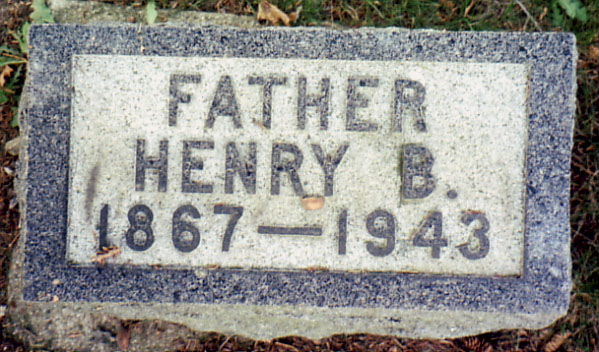 FATHER
HENRY B.
1867—1943